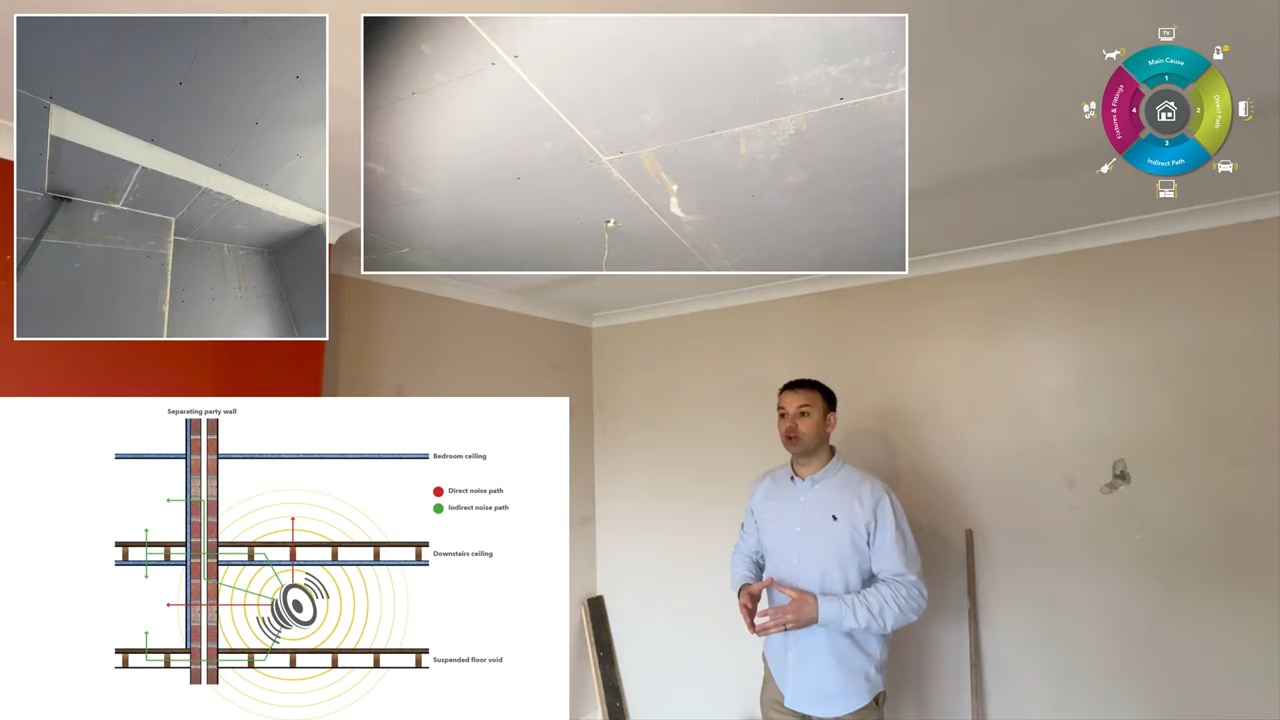 TV
Main Cause
1
Fixtures & Fittings
4
2
Direct Path
3
Indirect Path
Separating party wall
Bedroom ceiling
Direct noise path
Indirect noise path
Downstairs ceiling
Suspended floor void